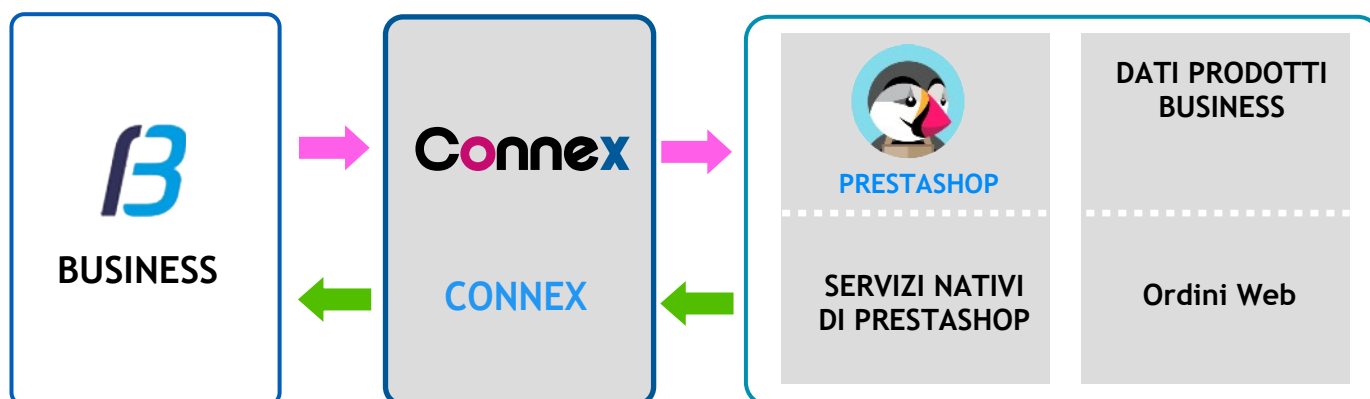 BUSINESS
Connex
CONNEX
PRESTASHOP
SERVIZI NATIVI
DI PRESTASHOP
DATI PRODOTTI
BUSINESS
Ordini Web